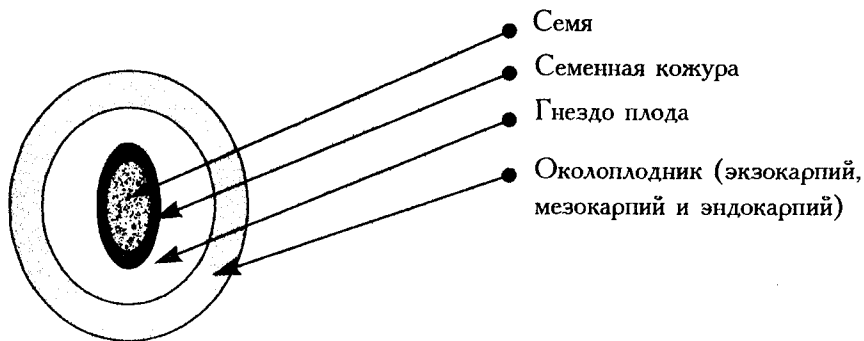 Семя
Семенная кожура
Гнездо плода
Околоплодник (экзокарпий,
мезокарпий и эндокарпий)